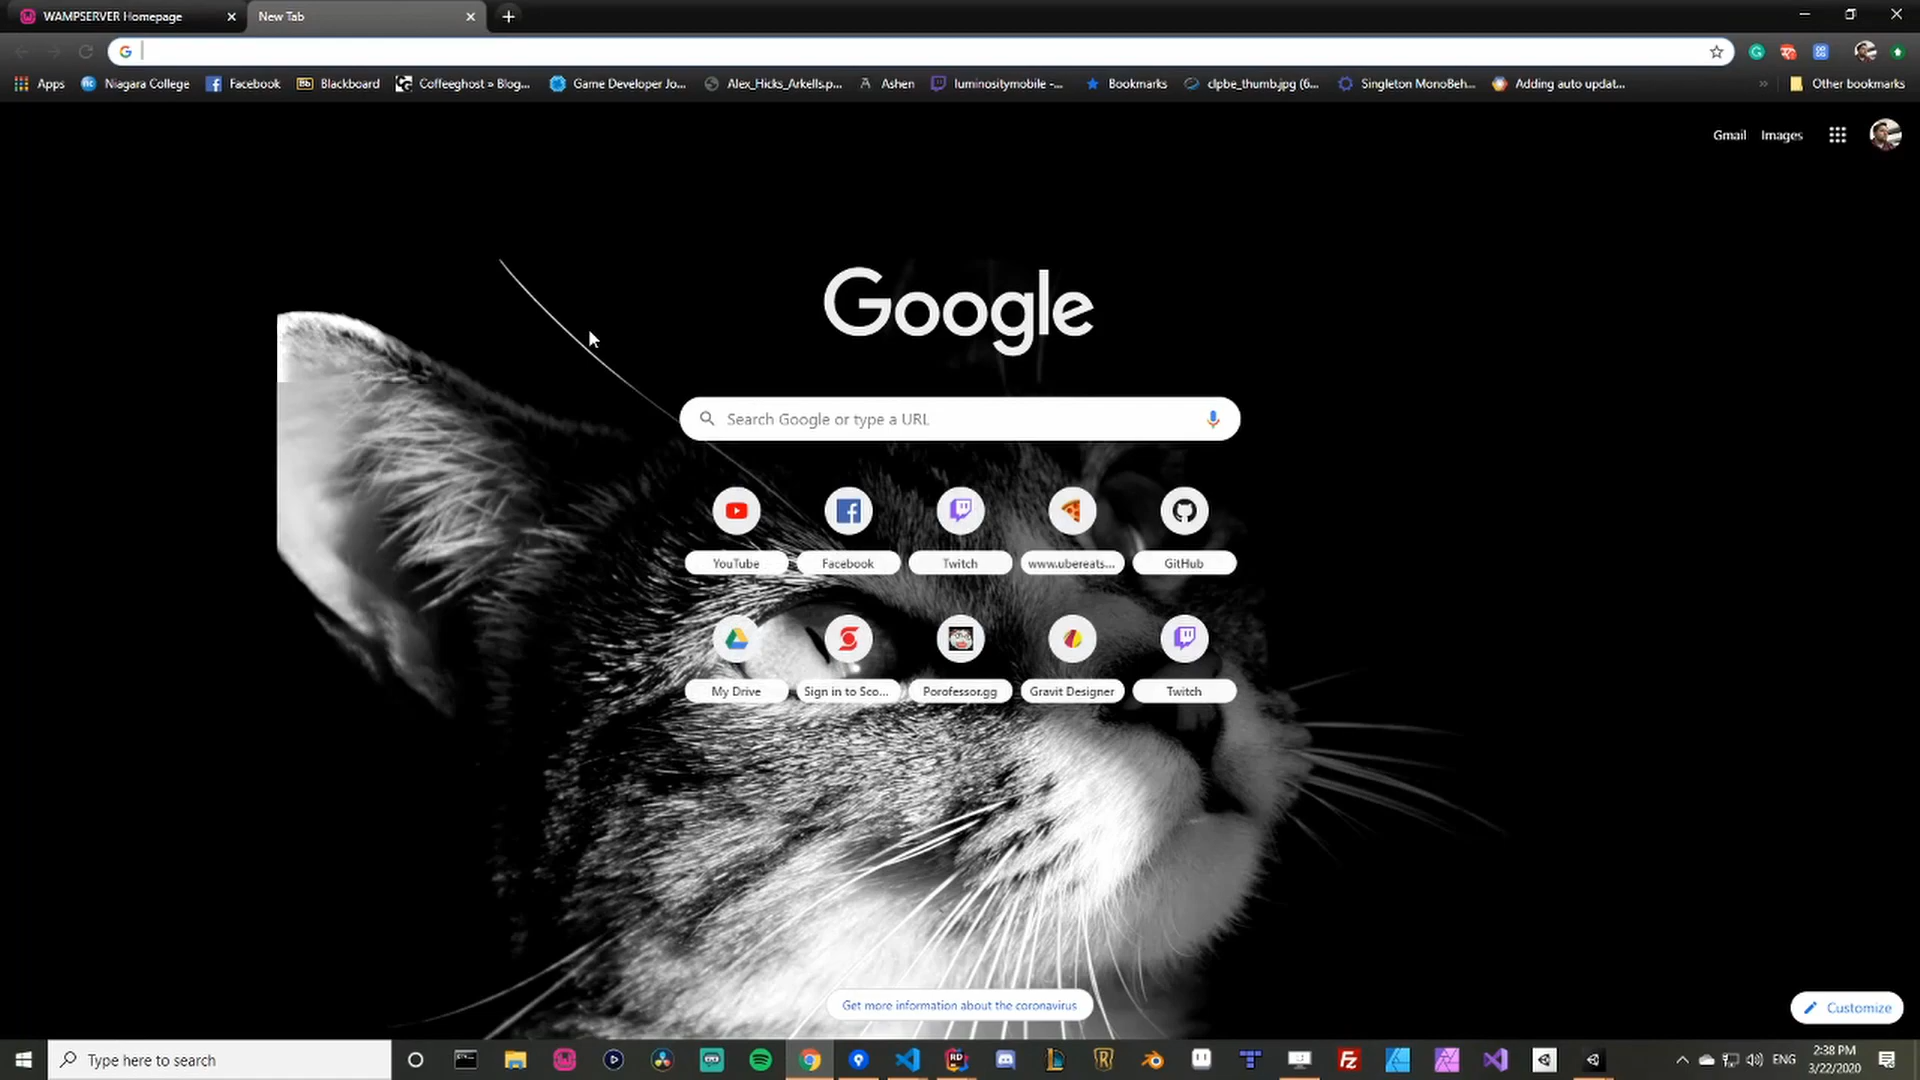 WAMPSERVER Homepage
New Tab
Apps
Niagara College
Facebook
Blackboard
Coffeeghost » Blog...
Game Developer Jo...
Alex_Hicks_Arkells.p...
Ashen
luminositymobile -...
Bookmarks
clpbe_thumb.jpg (6...
Singleton MonoBeh...
Adding auto updat...
Other bookmarks
Gmail
Images
Google
Search Google or type a URL
YouTube
Facebook
Twitch
www.ubereats...
GitHub
My Drive
Sign in to Sco...
Porofessor.gg
Gravit Designer
Twitch
Get more information about the coronavirus
Customize
Type here to search
ENG
2:38 PM
3/22/2020